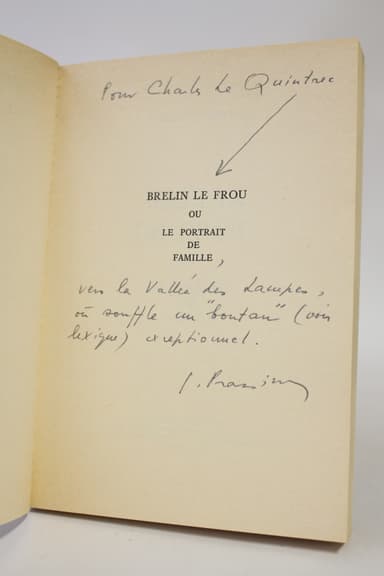 Pour Charles Le Quintrec
BRELIN LE FROU
OU
LE PORTRAIT
DE
FAMILLE,
vers la Vallée des Lampes,
où souffle un "boutan" (voir
lexique) exceptionnel.
G. Prassinos